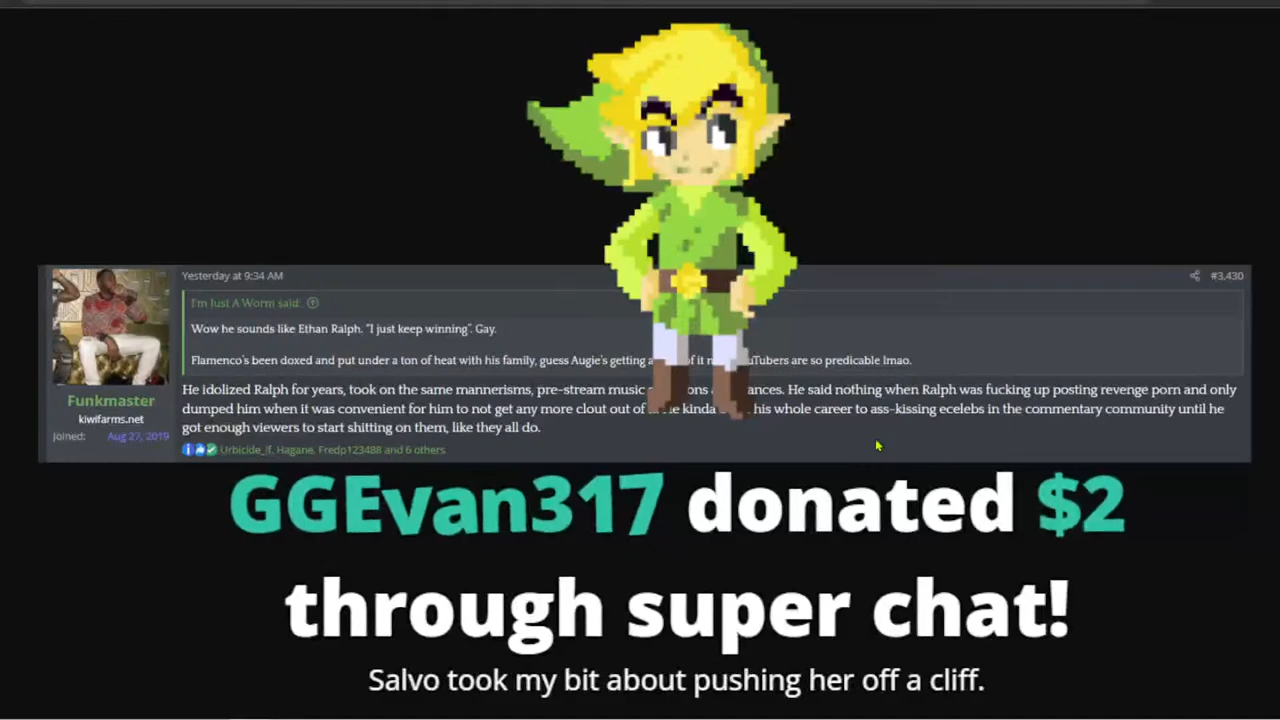 Yesterday at 9:34 AM
#3,430
I'm Just A Worm said:
Wow he sounds like Ethan Ralph. "I just keep winning". Gay.
Flamenco's been doxed and put under a ton of heat with his family, guess Augie's getting a of it Tubers are so predicable lmao.
He idolized Ralph for years, took on the same mannerisms, pre-stream music He said nothing when Ralph was fucking up posting revenge porn and only
dumped him when it was convenient for him to not get any more clout out of kinda his whole career to ass-kissing ecelebs in the commentary community until he
got enough viewers to start shitting on them, like they all do.
Funkmaster
kiwifarms.net
Joined: Aug 27, 2019
Urbicide_If, Hagane, Fredp123488 and 6 others
GGEvan317 donated $2
through super chat!
Salvo took my bit about pushing her off a cliff.